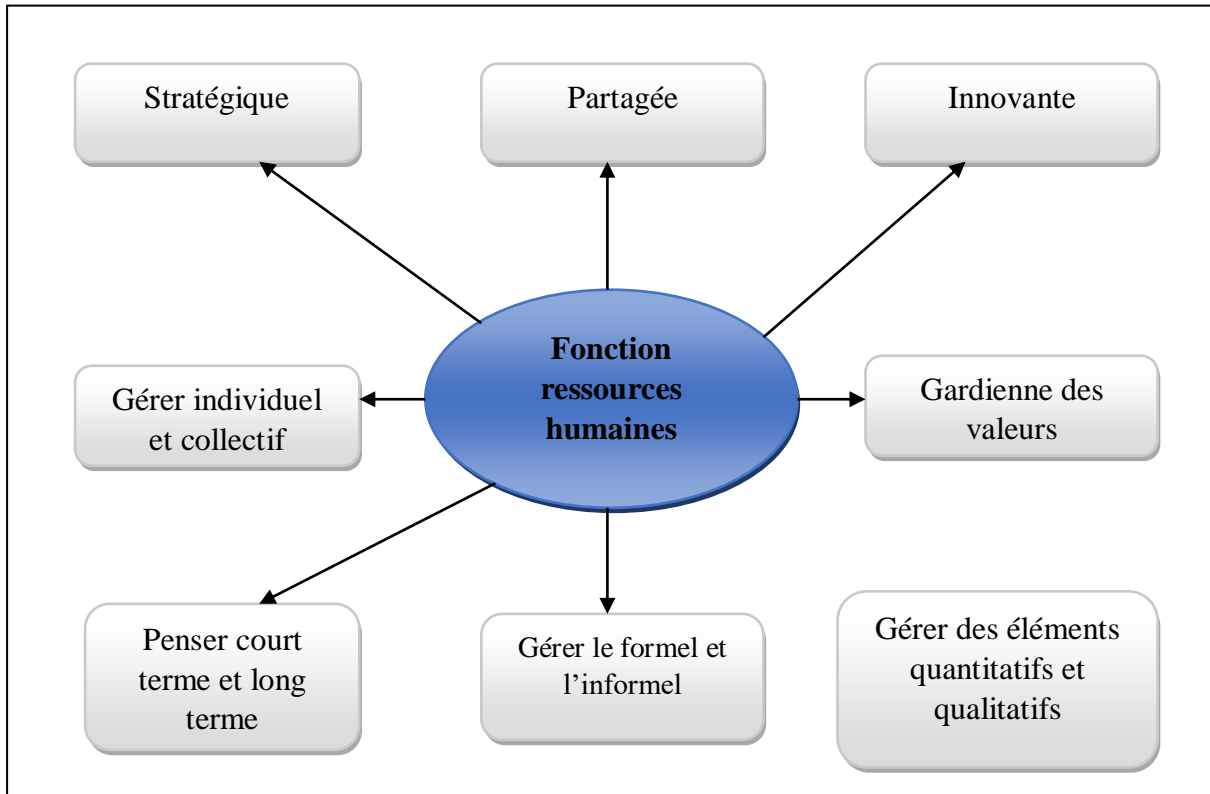 Stratégique
Partagée
Innovante
Fonction
ressources
humaines
Gérer individuel
et collectif
Gardienne des
valeurs
Penser court
terme et long
terme
Gérer le formel et
l’informel
Gérer des éléments
quantitatifs et
qualitatifs